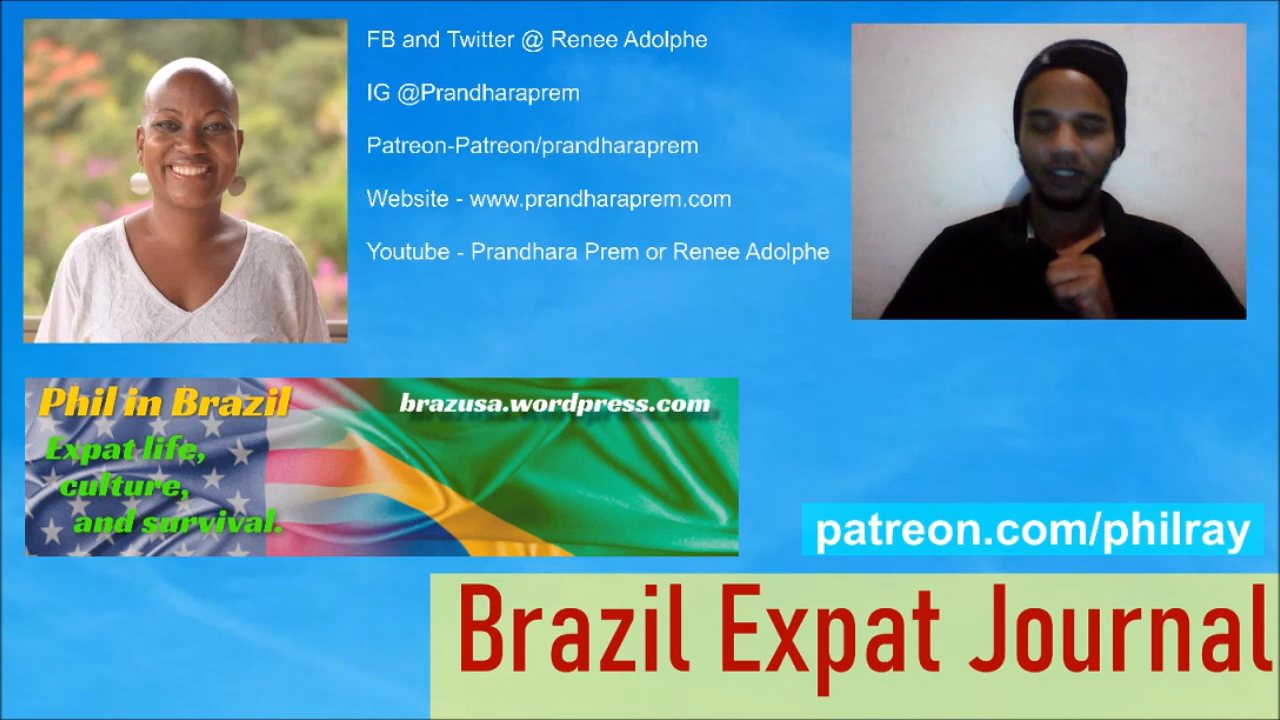 FB and Twitter @ Renee Adolphe
IG @Prandharaprem
Patreon-Patreon/prandharaprem
Website - www.prandharaprem.com
Youtube - Prandhara Prem or Renee Adolphe
Phil in Brazil
brazusa.wordpress.com
Expat life,
culture,
and survival.
patreon.com/philray
Brazil Expat Journal